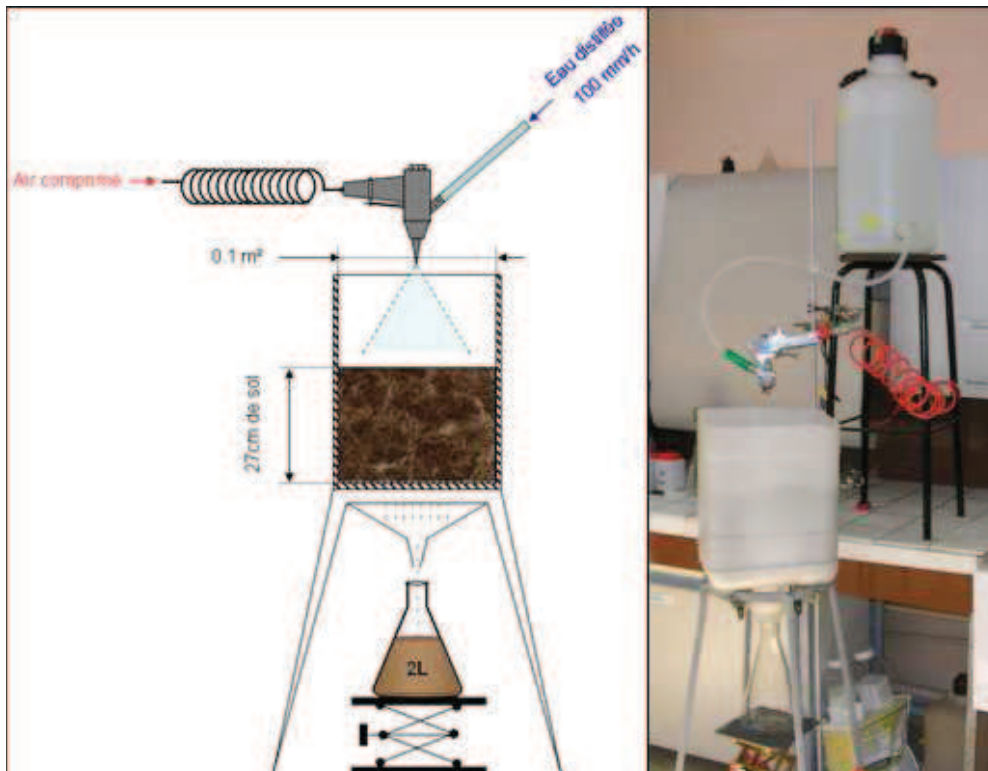 Eau distillée
100 mm/h
Air comprimé
0.1 m²
27cm de sol
2L